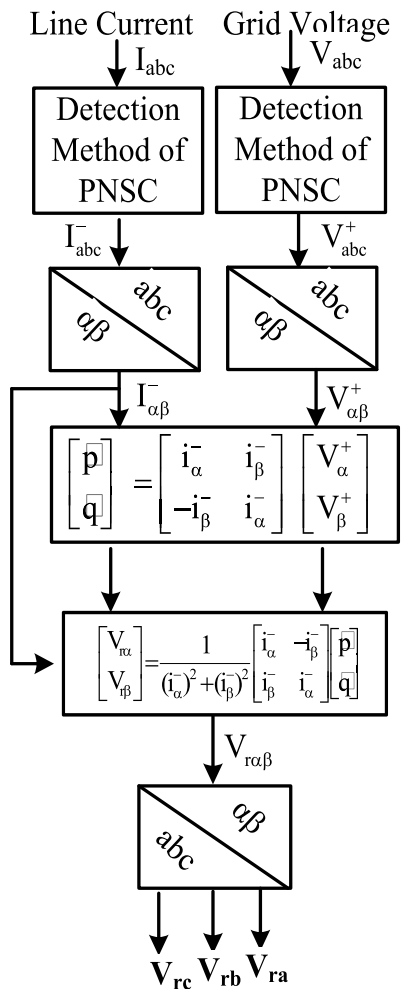 Line Current Grid Voltage
I_abc V_abc
Detection Method of PNSC
Detection Method of PNSC
I⁻_abc V⁺_abc
abc αβ abc αβ
I⁻_αβ V⁺_αβ
[p q] = [i⁻_α i⁻_β −i⁻_β i⁻_α] [V⁺_α V⁺_β]
[V_rα V_rβ] = 1/((i⁻_α)²+(i⁻_β)²) [i⁻_α −i⁻_β i⁻_β i⁻_α] [p q]
V_rαβ
αβ abc
V_rc V_rb V_ra